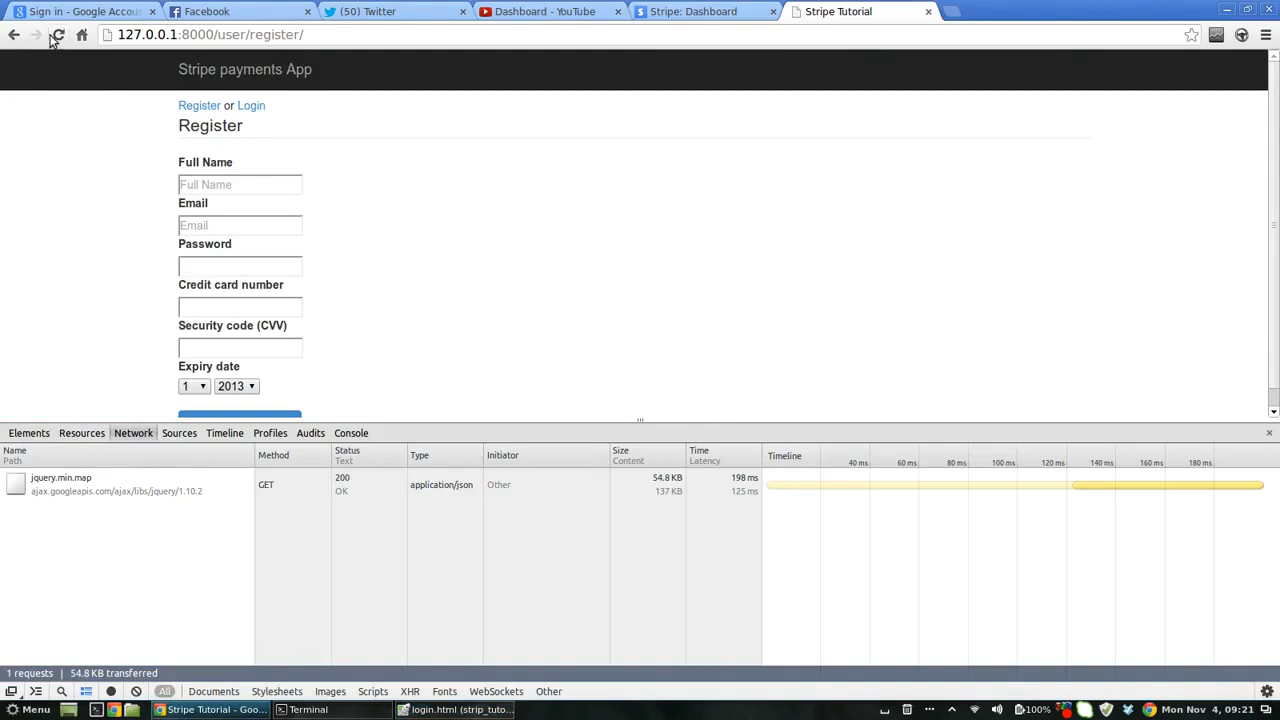 Sign in - Google Accou
Facebook
(50) Twitter
Dashboard - YouTube
Stripe: Dashboard
Stripe Tutorial
127.0.0.1:8000/user/register/
Stripe payments App
Register or Login
Register
Full Name
Full Name
Email
Email
Password
Credit card number
Security code (CVV)
Expiry date
1 2013
Elements Resources Network Sources Timeline Profiles Audits Console
Name Method Status Type Initiator Size Time Timeline
Path Text Content Latency
40 ms 60 ms 80 ms 100 ms 120 ms 140 ms 160 ms 180 ms
jquery.min.map
ajax.googleapis.com/ajax/libs/jquery/1.10.2
GET
200
OK
application/json
Other
54.8 KB
137 KB
198 ms
125 ms
1 requests | 54.8 KB transferred
All Documents Stylesheets Images Scripts XHR Fonts WebSockets Other
Menu
Stripe Tutorial - Goo...
Terminal
login.html (strip_tuto...
100%
Mon Nov 4, 09:21